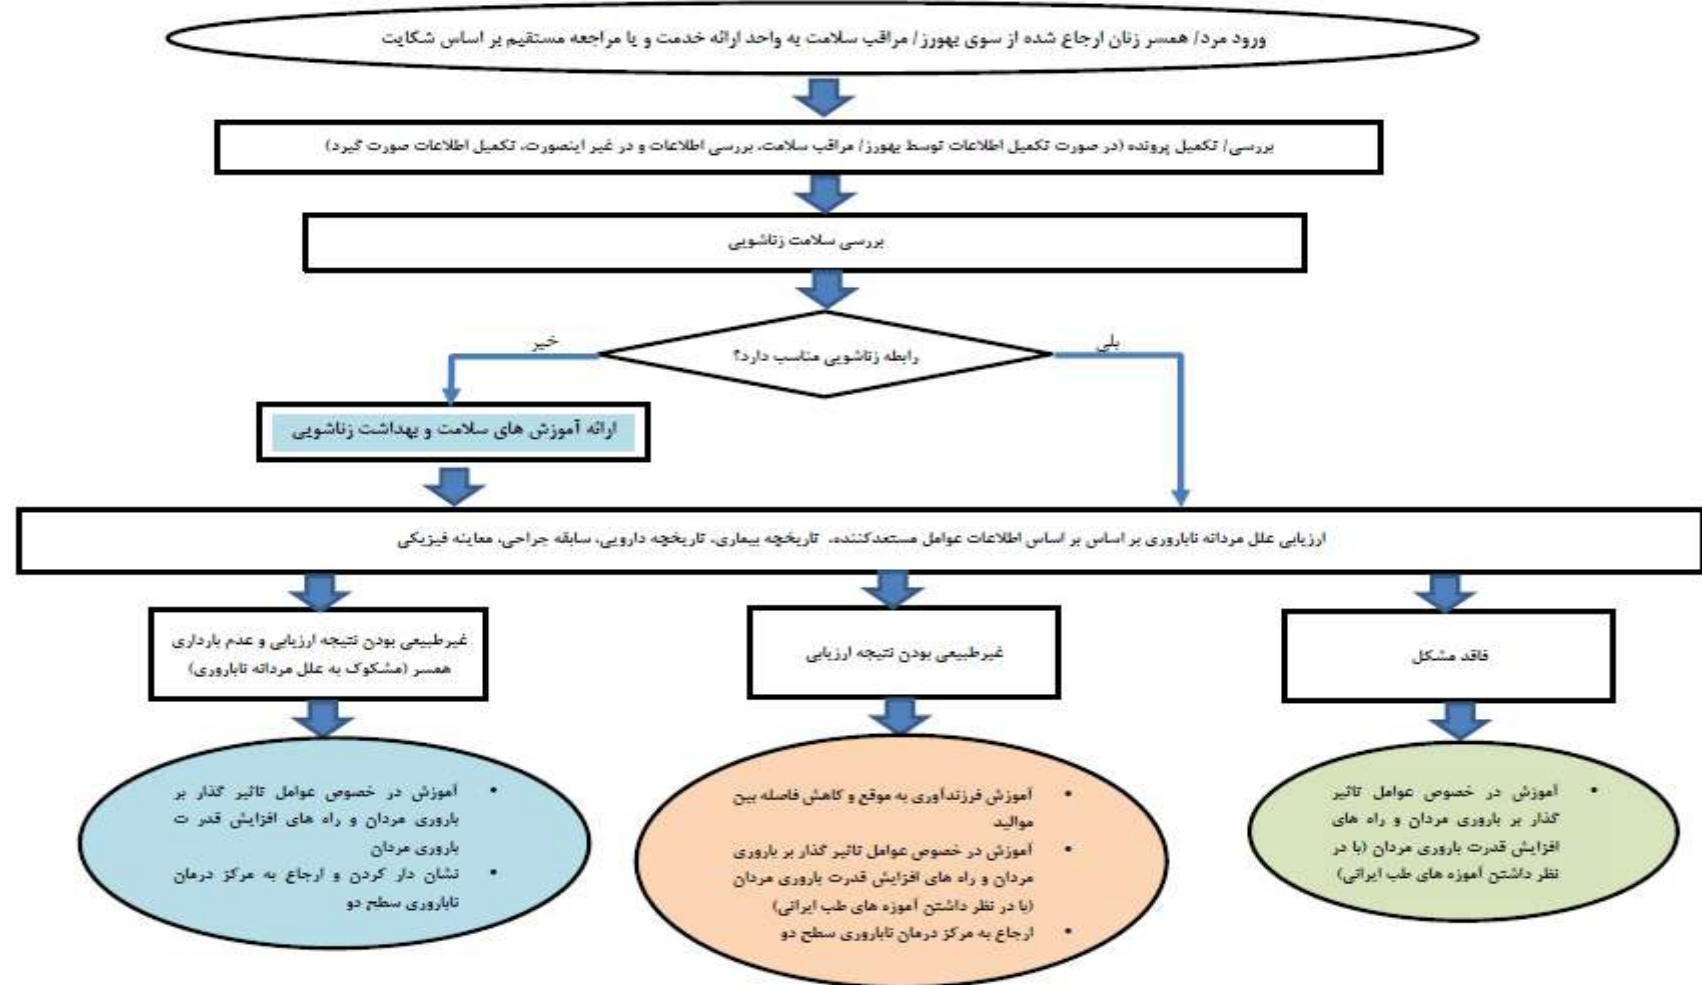 ورود مرد/ همسر زنان ارجاع شده از سوی بهورز/ مراقب سلامت به واحد ارائه خدمت و یا مراجعه مستقیم بر اساس شکایت
بررسی/ تکمیل پرونده (در صورت تکمیل اطلاعات توسط بهورز/ مراقب سلامت، بررسی اطلاعات و در غیر اینصورت، تکمیل اطلاعات صورت گیرد)
بررسی سلامت زناشویی
رابطه زناشویی مناسب دارد؟
بلی
خیر
ارائه آموزش های سلامت و بهداشت زناشویی
ارزیابی علل مردانه ناباروری بر اساس بر اساس اطلاعات عوامل مستعدکننده، تاریخچه بیماری، تاریخچه دارویی، سابقه جراحی، معاینه فیزیکی
فاقد مشکل
غیرطبیعی بودن نتیجه ارزیابی
غیرطبیعی بودن نتیجه ارزیابی و عدم بارداری
همسر (مشکوک به علل مردانه ناباروری)
• آموزش در خصوص عوامل تاثیر
گذار بر باروری مردان و راه های
افزایش قدرت باروری مردان (با در
نظر داشتن آموزه های طب ایرانی)
• آموزش فرزندآوری به موقع و کاهش فاصله بین
موالید
• آموزش در خصوص عوامل تاثیر گذار بر باروری
مردان و راه های افزایش قدرت باروری مردان
(با در نظر داشتن آموزه های طب ایرانی)
• ارجاع به مرکز درمان ناباروری سطح دو
• آموزش در خصوص عوامل تاثیر گذار بر
باروری مردان و راه های افزایش قدر ت
باروری مردان
• نشان دار کردن و ارجاع به مرکز درمان
ناباروری سطح دو